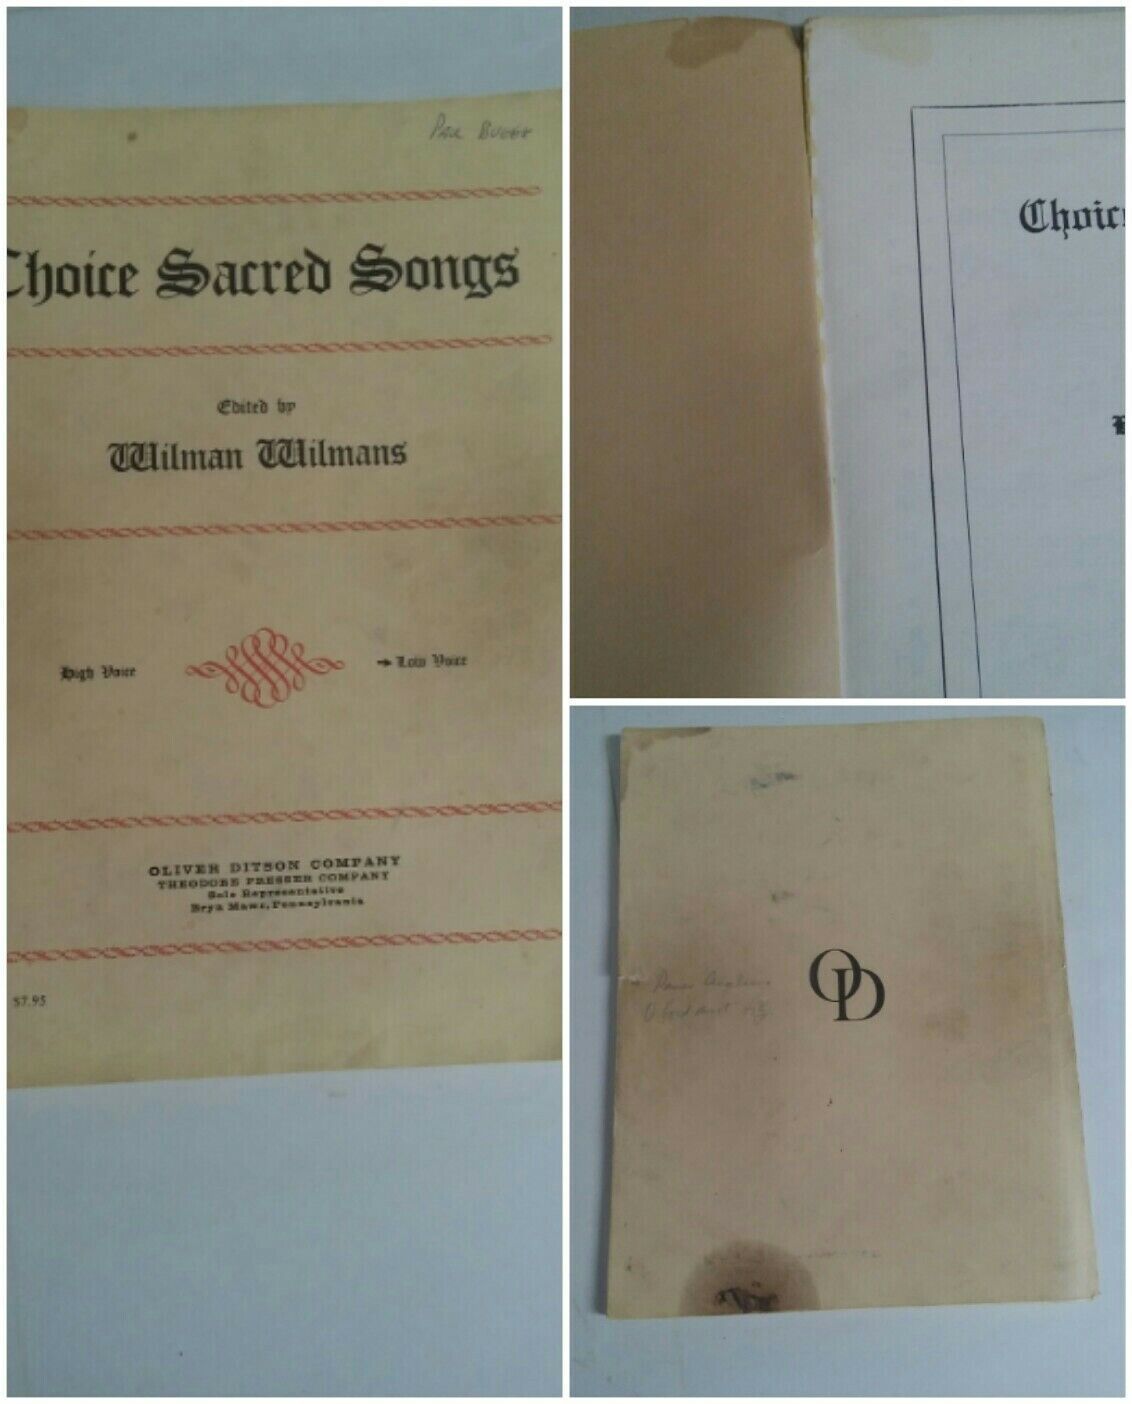 Choice Sacred Songs
Edited by
Wilman Wilmans
High Voice
→ Low Voice
OLIVER DITSON COMPANY
THEODORE PRESSER COMPANY
Sole Representative
Bryn Mawr, Pennsylvania
$7.95
Choic
OD